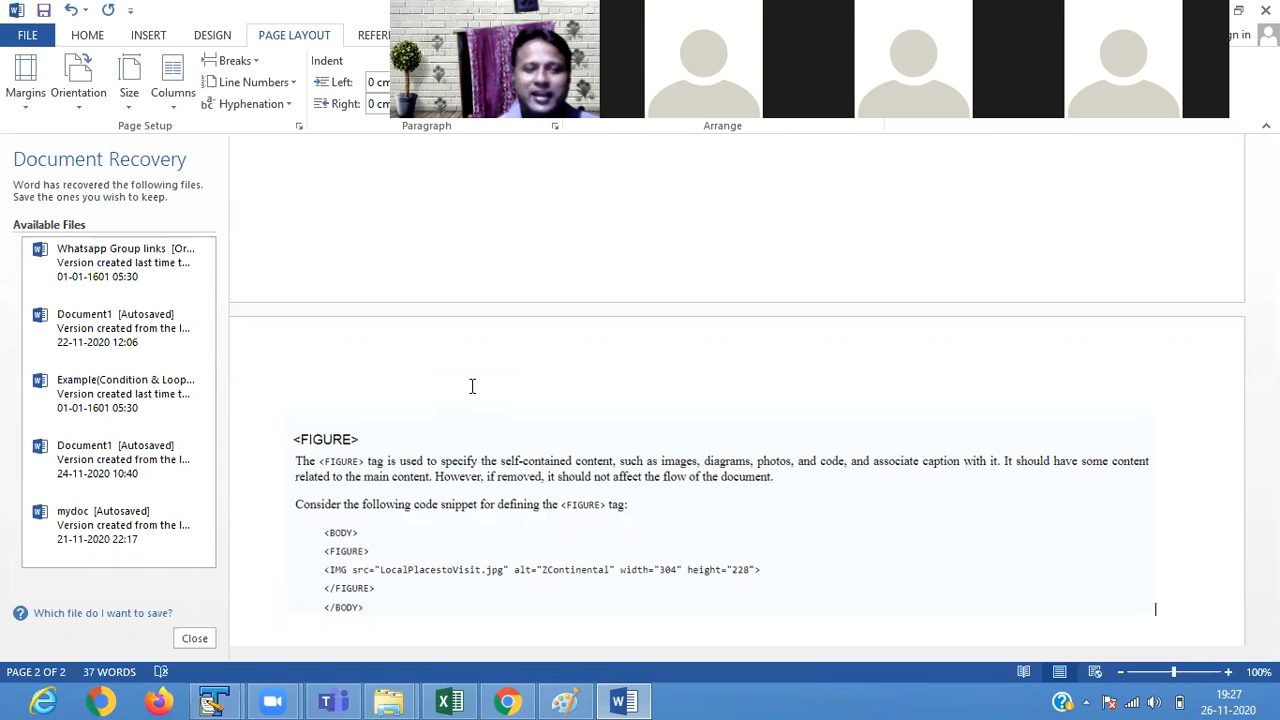 FILE
HOME
INSERT
DESIGN
PAGE LAYOUT
REFER
in
Margins
Orientation
Size
Columns
Breaks
Line Numbers
Hyphenation
Page Setup
Indent
Left:
0 cm
Right:
0 cm
Paragraph
Arrange
Document Recovery
Word has recovered the following files.
Save the ones you wish to keep.
Available Files
Whatsapp Group links [Or...
Version created last time t...
01-01-1601 05:30
Document1 [Autosaved]
Version created from the l...
22-11-2020 12:06
Example(Condition & Loop...
Version created last time t...
01-01-1601 05:30
Document1 [Autosaved]
Version created from the l...
24-11-2020 10:40
mydoc [Autosaved]
Version created from the l...
21-11-2020 22:17
Which file do I want to save?
Close
<FIGURE>
The <FIGURE> tag is used to specify the self-contained content, such as images, diagrams, photos, and code, and associate caption with it. It should have some content
related to the main content. However, if removed, it should not affect the flow of the document.
Consider the following code snippet for defining the <FIGURE> tag:
<BODY>
<FIGURE>
<IMG src="LocalPlacestoVisit.jpg" alt="ZContinental" width="304" height="228">
</FIGURE>
</BODY>
PAGE 2 OF 2
37 WORDS
100%
19:27
26-11-2020